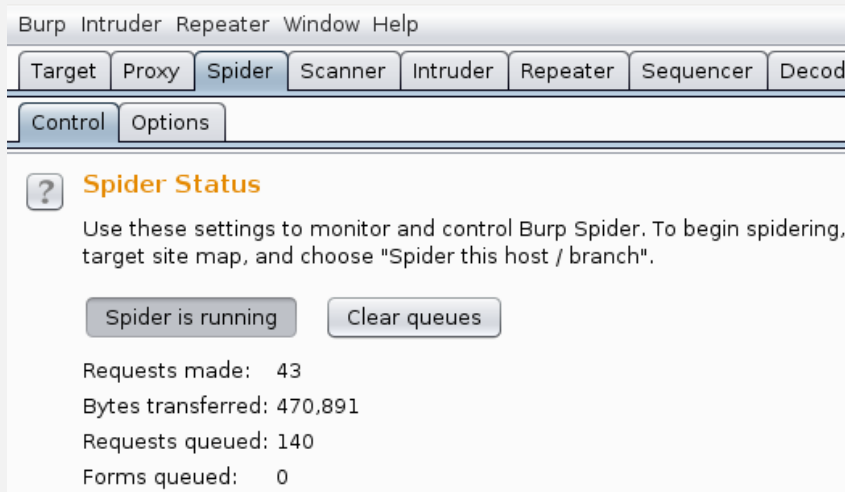 Burp Intruder Repeater Window Help
Target Proxy Spider Scanner Intruder Repeater Sequencer Decod
Control Options
? Spider Status
Use these settings to monitor and control Burp Spider. To begin spidering,
target site map, and choose "Spider this host / branch".
Spider is running Clear queues
Requests made: 43
Bytes transferred: 470,891
Requests queued: 140
Forms queued: 0